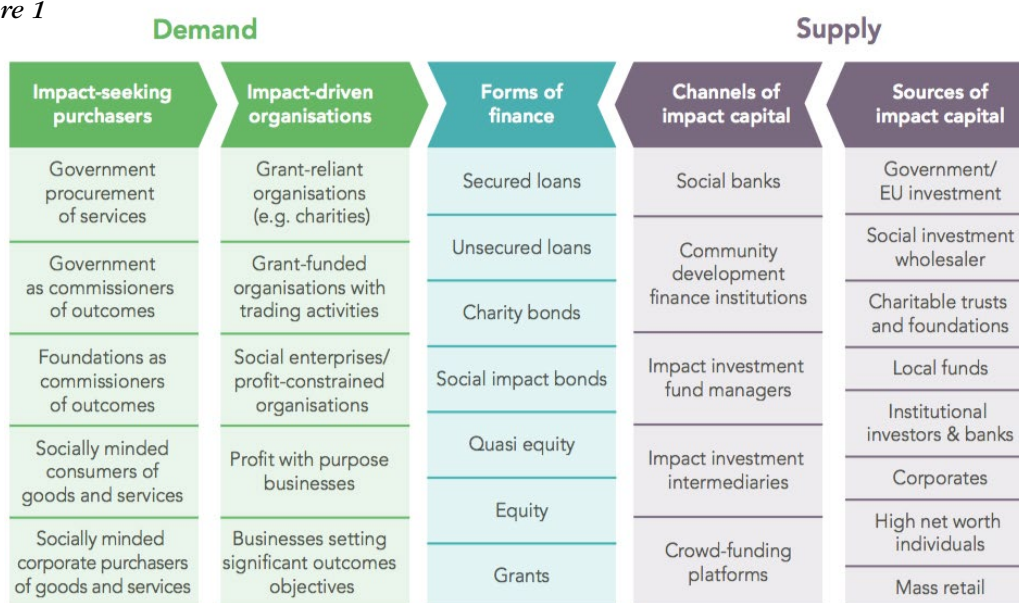 re 1
Demand
Supply
Impact-seeking
purchasers
Government
procurement
of services
Government
as commissioners
of outcomes
Foundations as
commissioners
of outcomes
Socially minded
consumers of
goods and services
Socially minded
corporate purchasers
of goods and services
Impact-driven
organisations
Grant-reliant
organisations
(e.g. charities)
Grant-funded
organisations with
trading activities
Social enterprises/
profit-constrained
organisations
Profit with purpose
businesses
Businesses setting
significant outcomes
objectives
Forms of
finance
Secured loans
Unsecured loans
Charity bonds
Social impact bonds
Quasi equity
Equity
Grants
Channels of
impact capital
Social banks
Community
development
finance institutions
Impact investment
fund managers
Impact investment
intermediaries
Crowd-funding
platforms
Sources of
impact capital
Government/
EU investment
Social investment
wholesaler
Charitable trusts
and foundations
Local funds
Institutional
investors & banks
Corporates
High net worth
individuals
Mass retail